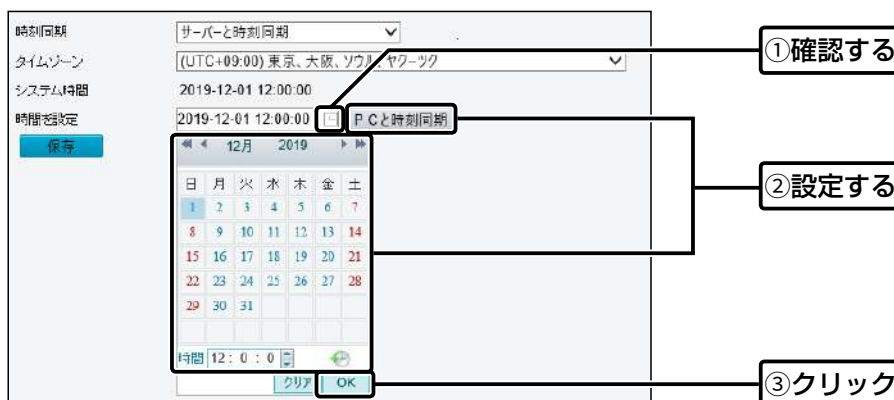 時刻同期 サーバーと時刻同期
タイムゾーン (UTC+09:00) 東京、大阪、ソウル、ヤクーツク
システム時間 2019-12-01 12:00:00
時間を設定 2019-12-01 12:00:00 PCと時刻同期
保存
12月 2019
日 月 火 水 木 金 土
1 2 3 4 5 6 7
8 9 10 11 12 13 14
15 16 17 18 19 20 21
22 23 24 25 26 27 28
29 30 31
時間 12 : 0 : 0
クリア OK
①確認する
②設定する
③クリック